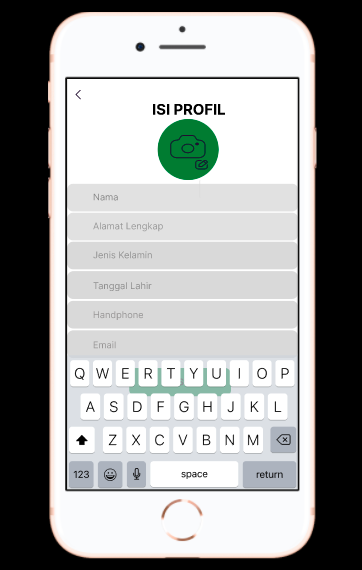 ISI PROFIL
Nama
Alamat Lengkap
Jenis Kelamin
Tanggal Lahir
Handphone
Email
Q W E R T Y U I O P
A S D F G H J K L
Z X C V B N M
123 space return